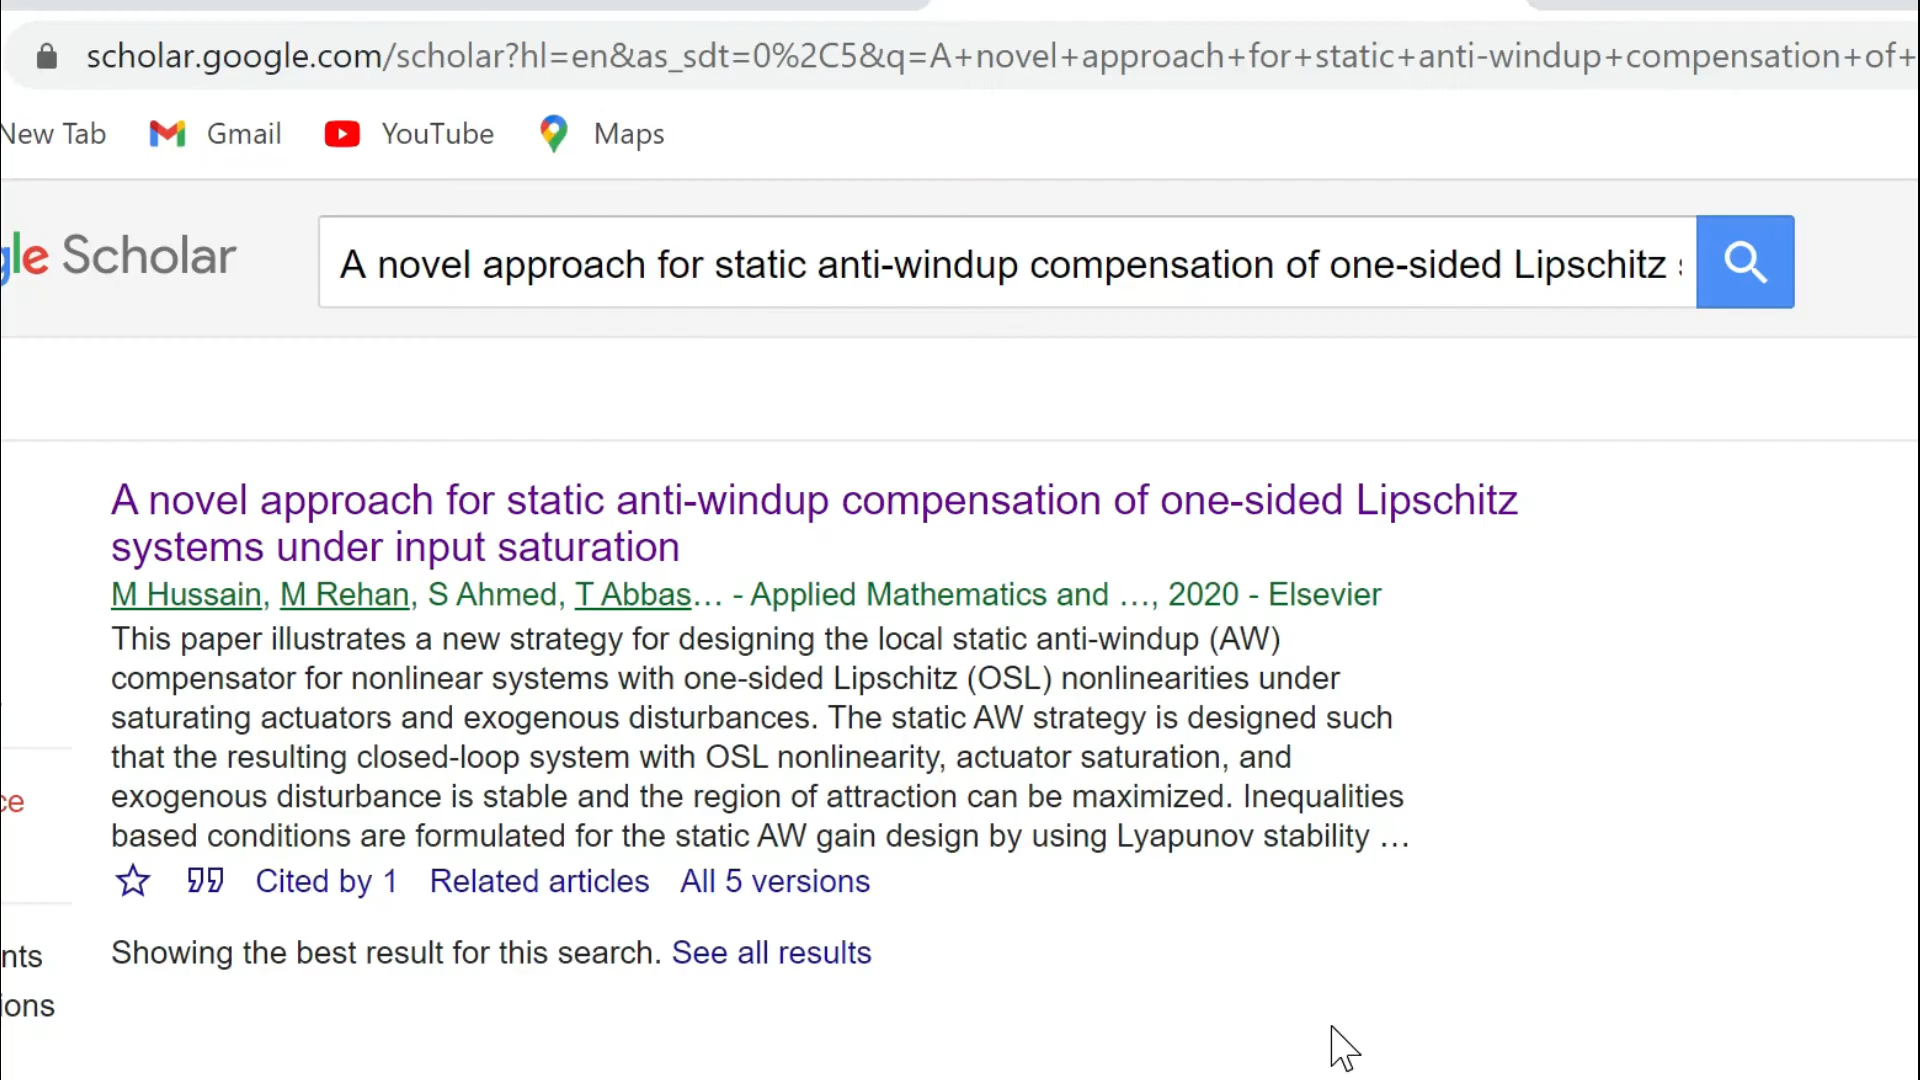 scholar.google.com/scholar?hl=en&as_sdt=0%2C5&q=A+novel+approach+for+static+anti-windup+compensation+of+
New Tab Gmail YouTube Maps
gle Scholar A novel approach for static anti-windup compensation of one-sided Lipschitz
A novel approach for static anti-windup compensation of one-sided Lipschitz
systems under input saturation
M Hussain, M Rehan, S Ahmed, T Abbas… - Applied Mathematics and …, 2020 - Elsevier
This paper illustrates a new strategy for designing the local static anti-windup (AW)
compensator for nonlinear systems with one-sided Lipschitz (OSL) nonlinearities under
saturating actuators and exogenous disturbances. The static AW strategy is designed such
that the resulting closed-loop system with OSL nonlinearity, actuator saturation, and
exogenous disturbance is stable and the region of attraction can be maximized. Inequalities
based conditions are formulated for the static AW gain design by using Lyapunov stability …
Cited by 1 Related articles All 5 versions
Showing the best result for this search. See all results
ce
nts
ions